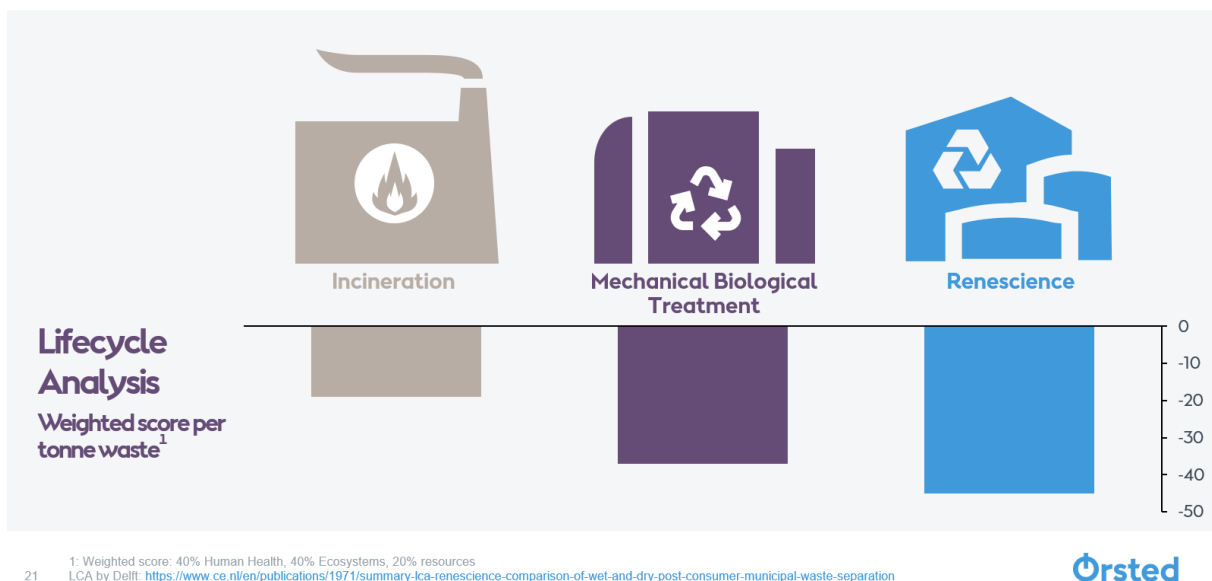 Incineration
Mechanical Biological
Treatment
Renescience
Lifecycle
Analysis
Weighted score per
tonne waste1
0
-10
-20
-30
-40
-50
1: Weighted score: 40% Human Health, 40% Ecosystems, 20% resources
21 LCA by Delft: https://www.ce.nl/en/publications/1971/summary-lca-renescience-comparison-of-wet-and-dry-post-consumer-municipal-waste-separation
Ørsted